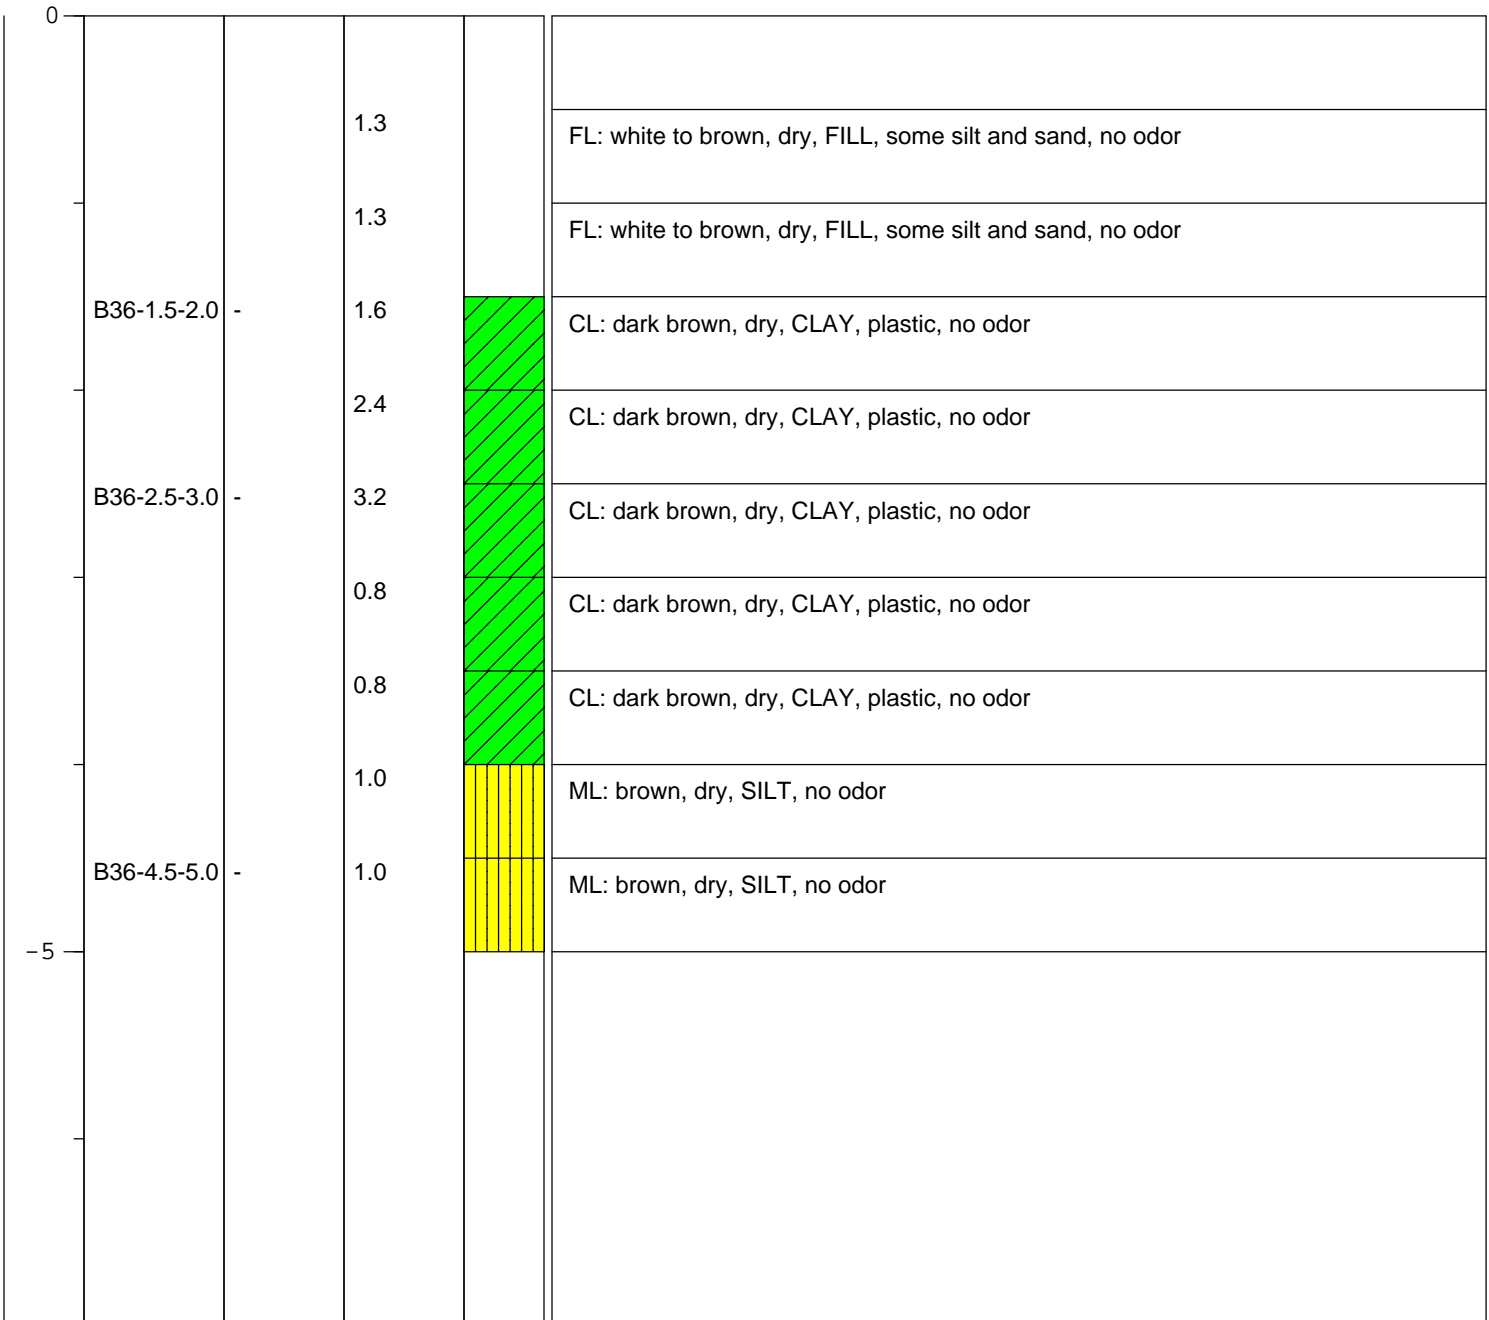 0
1.3
FL: white to brown, dry, FILL, some silt and sand, no odor
1.3
FL: white to brown, dry, FILL, some silt and sand, no odor
B36-1.5-2.0 - 1.6
CL: dark brown, dry, CLAY, plastic, no odor
2.4
CL: dark brown, dry, CLAY, plastic, no odor
B36-2.5-3.0 - 3.2
CL: dark brown, dry, CLAY, plastic, no odor
0.8
CL: dark brown, dry, CLAY, plastic, no odor
0.8
CL: dark brown, dry, CLAY, plastic, no odor
1.0
ML: brown, dry, SILT, no odor
B36-4.5-5.0 - 1.0
ML: brown, dry, SILT, no odor
-5